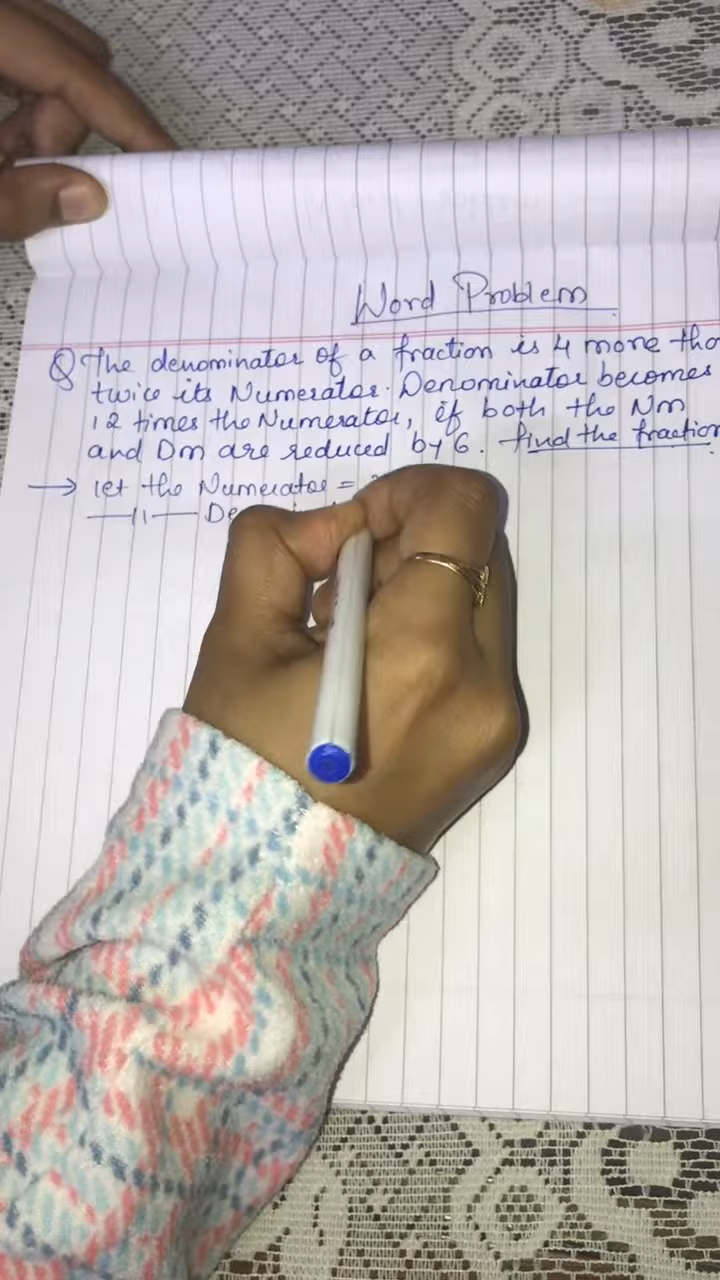 Word Problem
Q The denominator of a fraction is 4 more
twice its Numerator. Denominator becomes
12 times the Numerator, if both the Nm
and Dm are reduced by 6. find the fraction
→ let the Numerator =
—11— De